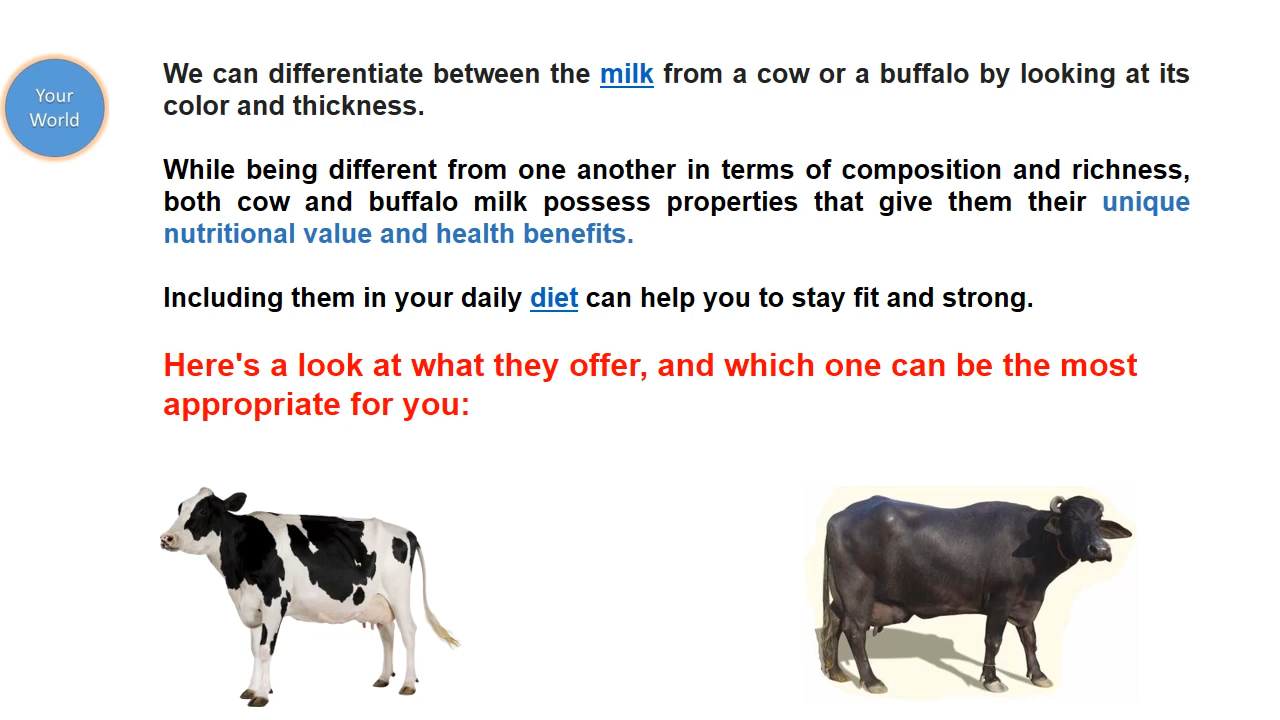 Your
World
We can differentiate between the milk from a cow or a buffalo by looking at its
color and thickness.
While being different from one another in terms of composition and richness,
both cow and buffalo milk possess properties that give them their unique
nutritional value and health benefits.
Including them in your daily diet can help you to stay fit and strong.
Here's a look at what they offer, and which one can be the most
appropriate for you: